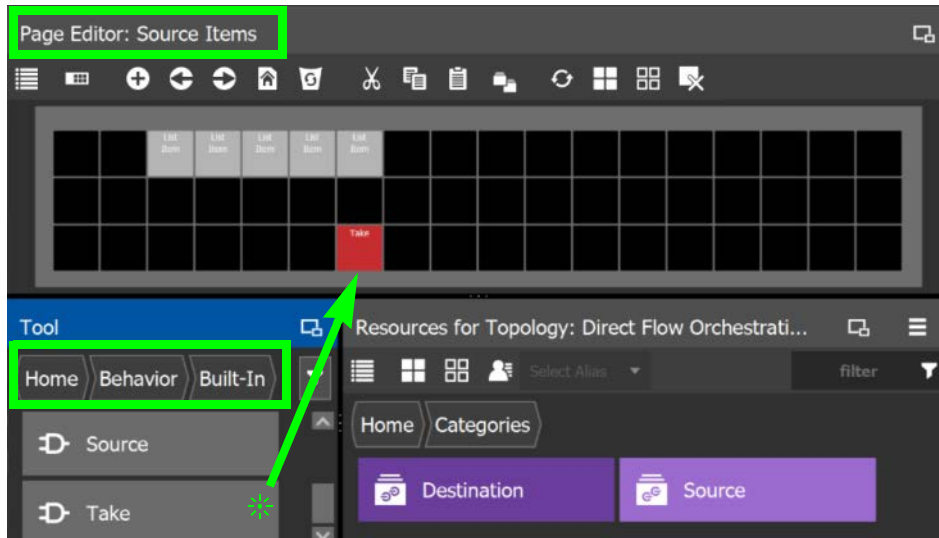 Page Editor: Source Items
List Item
List Item
List Item
List Item
List Item
Take
Tool
Home Behavior Built-In
Source
Take
Resources for Topology: Direct Flow Orchestrati...
Select Alias
filter
Home Categories
Destination
Source